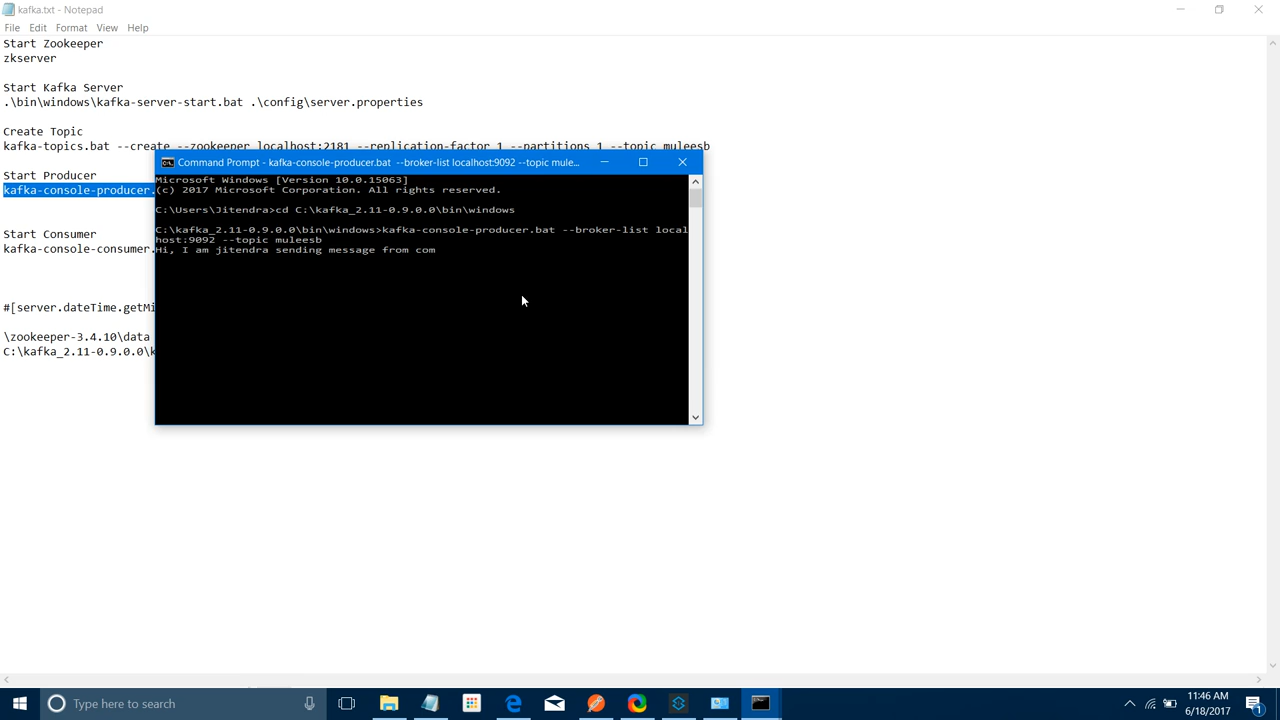 kafka.txt - Notepad
File Edit Format View Help
Start Zookeeper
zkserver
Start Kafka Server
.\bin\windows\kafka-server-start.bat .\config\server.properties
Create Topic
kafka-topics.bat --create --zookeeper localhost:2181 --replication-factor 1 --partitions 1 --topic muleesb
Start Producer
kafka-console-producer.
Start Consumer
kafka-console-consumer.
#[server.dateTime.getMi
\zookeeper-3.4.10\data
C:\kafka_2.11-0.9.0.0\k
Command Prompt - kafka-console-producer.bat --broker-list localhost:9092 --topic mule...
Microsoft Windows [Version 10.0.15063]
(c) 2017 Microsoft Corporation. All rights reserved.
C:\Users\Jitendra>cd C:\kafka_2.11-0.9.0.0\bin\windows
C:\kafka_2.11-0.9.0.0\bin\windows>kafka-console-producer.bat --broker-list local
host:9092 --topic muleesb
Hi, I am jitendra sending message from com
Type here to search
11:46 AM
6/18/2017
1